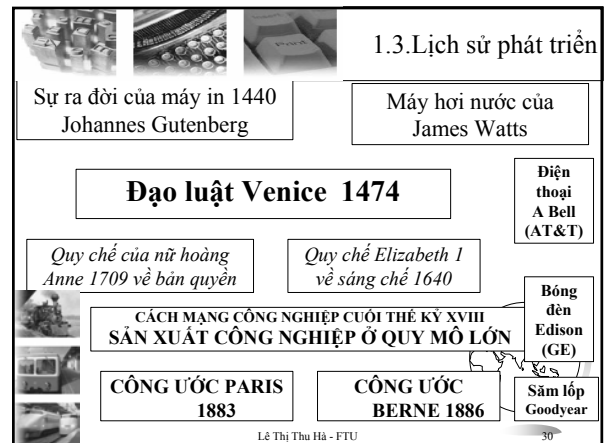 1.3.Lịch sử phát triển
Sự ra đời của máy in 1440
Johannes Gutenberg
Máy hơi nước của
James Watts
Đạo luật Venice 1474
Điện
thoại
A Bell
(AT&T)
Quy chế của nữ hoàng
Anne 1709 về bản quyền
Quy chế Elizabeth 1
về sáng chế 1640
Bóng
đèn
Edison
(GE)
CÁCH MẠNG CÔNG NGHIỆP CUỐI THẾ KỶ XVIII
SẢN XUẤT CÔNG NGHIỆP Ở QUY MÔ LỚN
CÔNG ƯỚC PARIS
1883
CÔNG ƯỚC
BERNE 1886
Săm lốp
Goodyear
Lê Thị Thu Hà - FTU
30